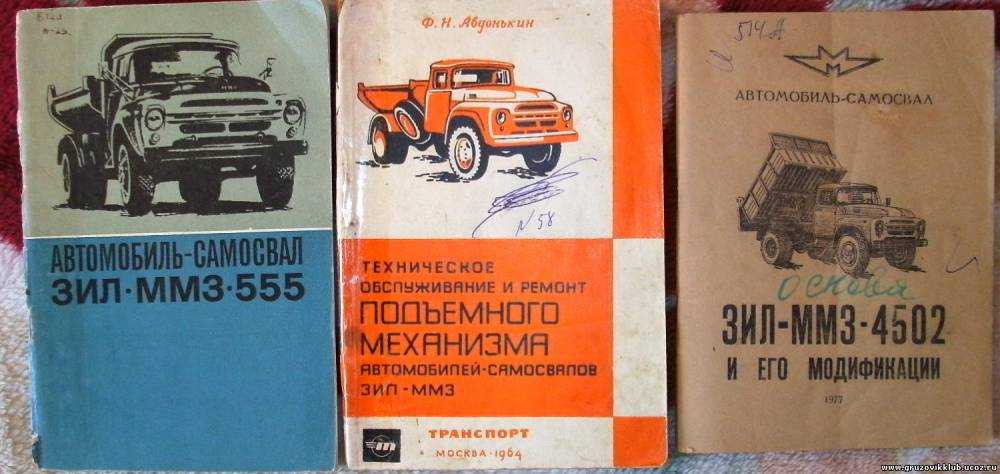 АВТОМОБИЛЬ-САМОСВАЛ
ЗИЛ·ММЗ·555
Ф. Н. Авдонькин
N 58
ТЕХНИЧЕСКОЕ
ОБСЛУЖИВАНИЕ И РЕМОНТ
ПОДЪЕМНОГО
МЕХАНИЗМА
АВТОМОБИЛЕЙ-САМОСВАЛОВ
ЗИЛ-ММЗ
ТРАНСПОРТ
МОСКВА·1964
514А
АВТОМОБИЛЬ-САМОСВАЛ
основа
ЗИЛ-ММЗ-4502
И ЕГО МОДИФИКАЦИИ
1977
www.gruzovikklub.ucoz.ru